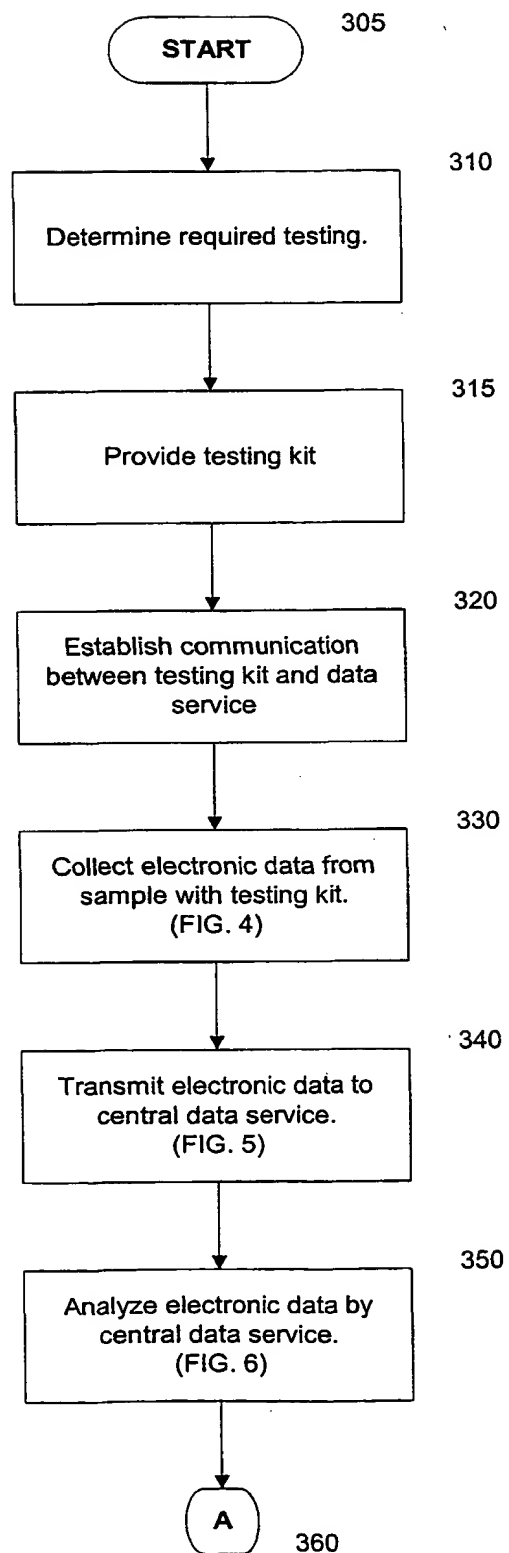 305
START
310
Determine required testing.
315
Provide testing kit
320
Establish communication
between testing kit and data
service
330
Collect electronic data from
sample with testing kit.
(FIG. 4)
340
Transmit electronic data to
central data service.
(FIG. 5)
350
Analyze electronic data by
central data service.
(FIG. 6)
A
360